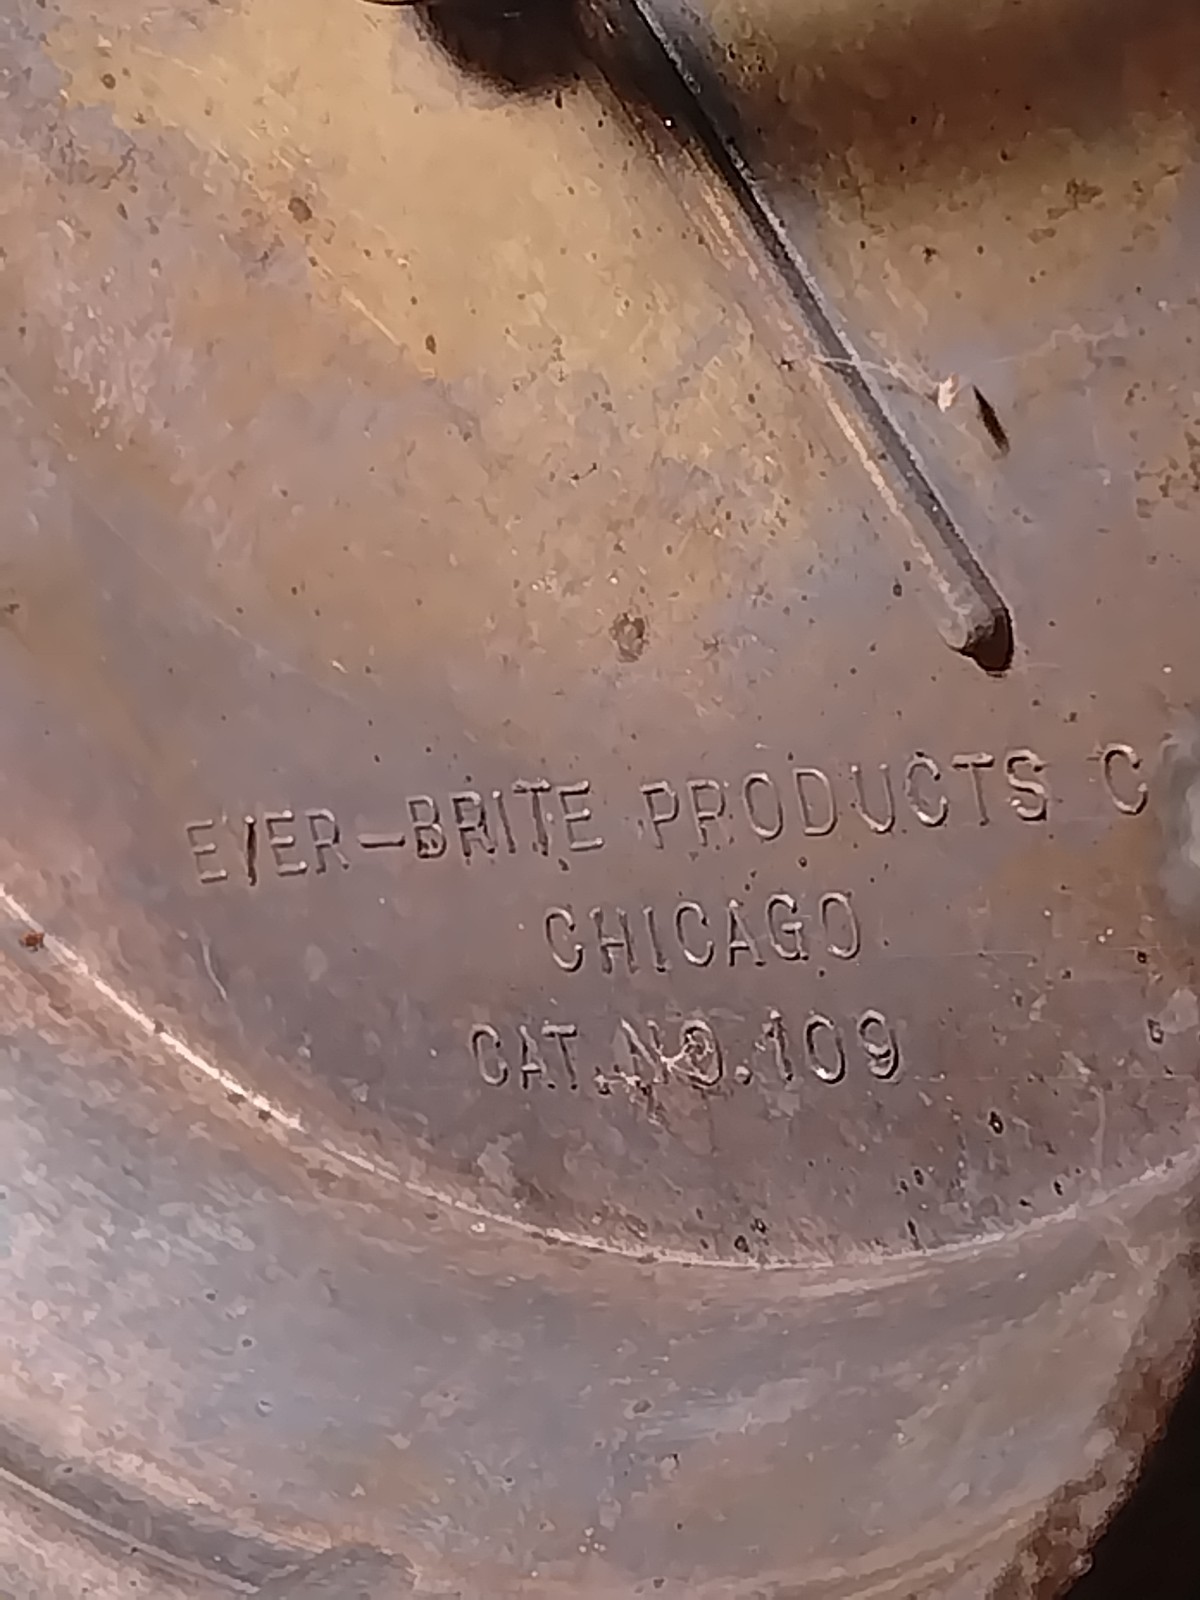 EVER-BRITE PRODUCTS C
CHICAGO
CAT. NO. 109